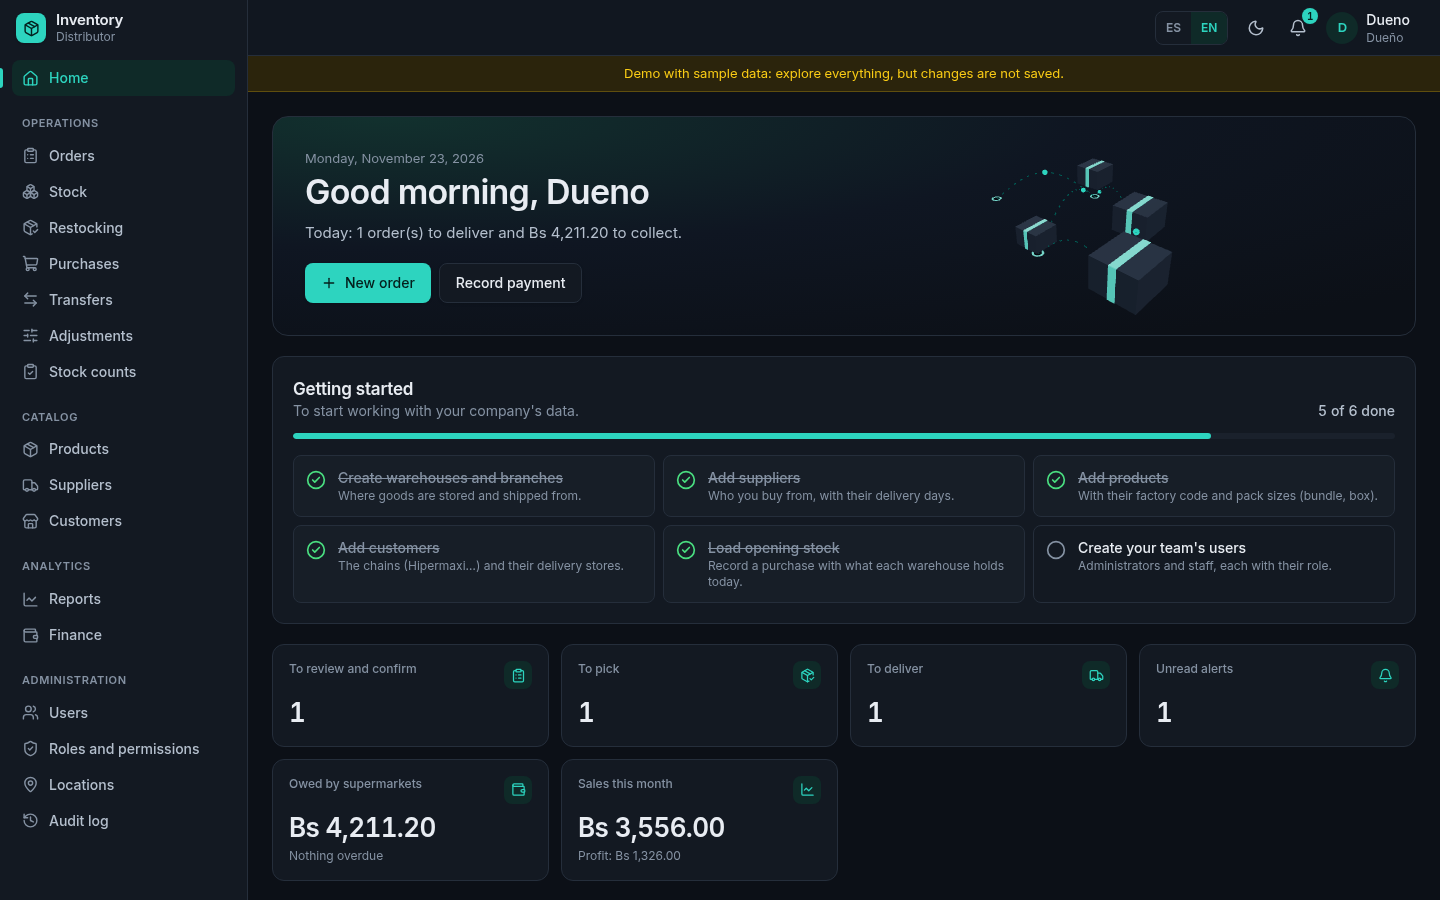 Inventory
Distributor
Home
OPERATIONS
Orders
Stock
Restocking
Purchases
Transfers
Adjustments
Stock counts
CATALOG
Products
Suppliers
Customers
ANALYTICS
Reports
Finance
ADMINISTRATION
Users
Roles and permissions
Locations
Audit log
ES EN
1
D
Dueno
Dueño
Demo with sample data: explore everything, but changes are not saved.
Monday, November 23, 2026
Good morning, Dueno
Today: 1 order(s) to deliver and Bs 4,211.20 to collect.
New order
Record payment
Getting started
To start working with your company's data.
5 of 6 done
Create warehouses and branches
Where goods are stored and shipped from.
Add suppliers
Who you buy from, with their delivery days.
Add products
With their factory code and pack sizes (bundle, box).
Add customers
The chains (Hipermaxi...) and their delivery stores.
Load opening stock
Record a purchase with what each warehouse holds
today.
Create your team's users
Administrators and staff, each with their role.
To review and confirm
1
To pick
1
To deliver
1
Unread alerts
1
Owed by supermarkets
Bs 4,211.20
Nothing overdue
Sales this month
Bs 3,556.00
Profit: Bs 1,326.00